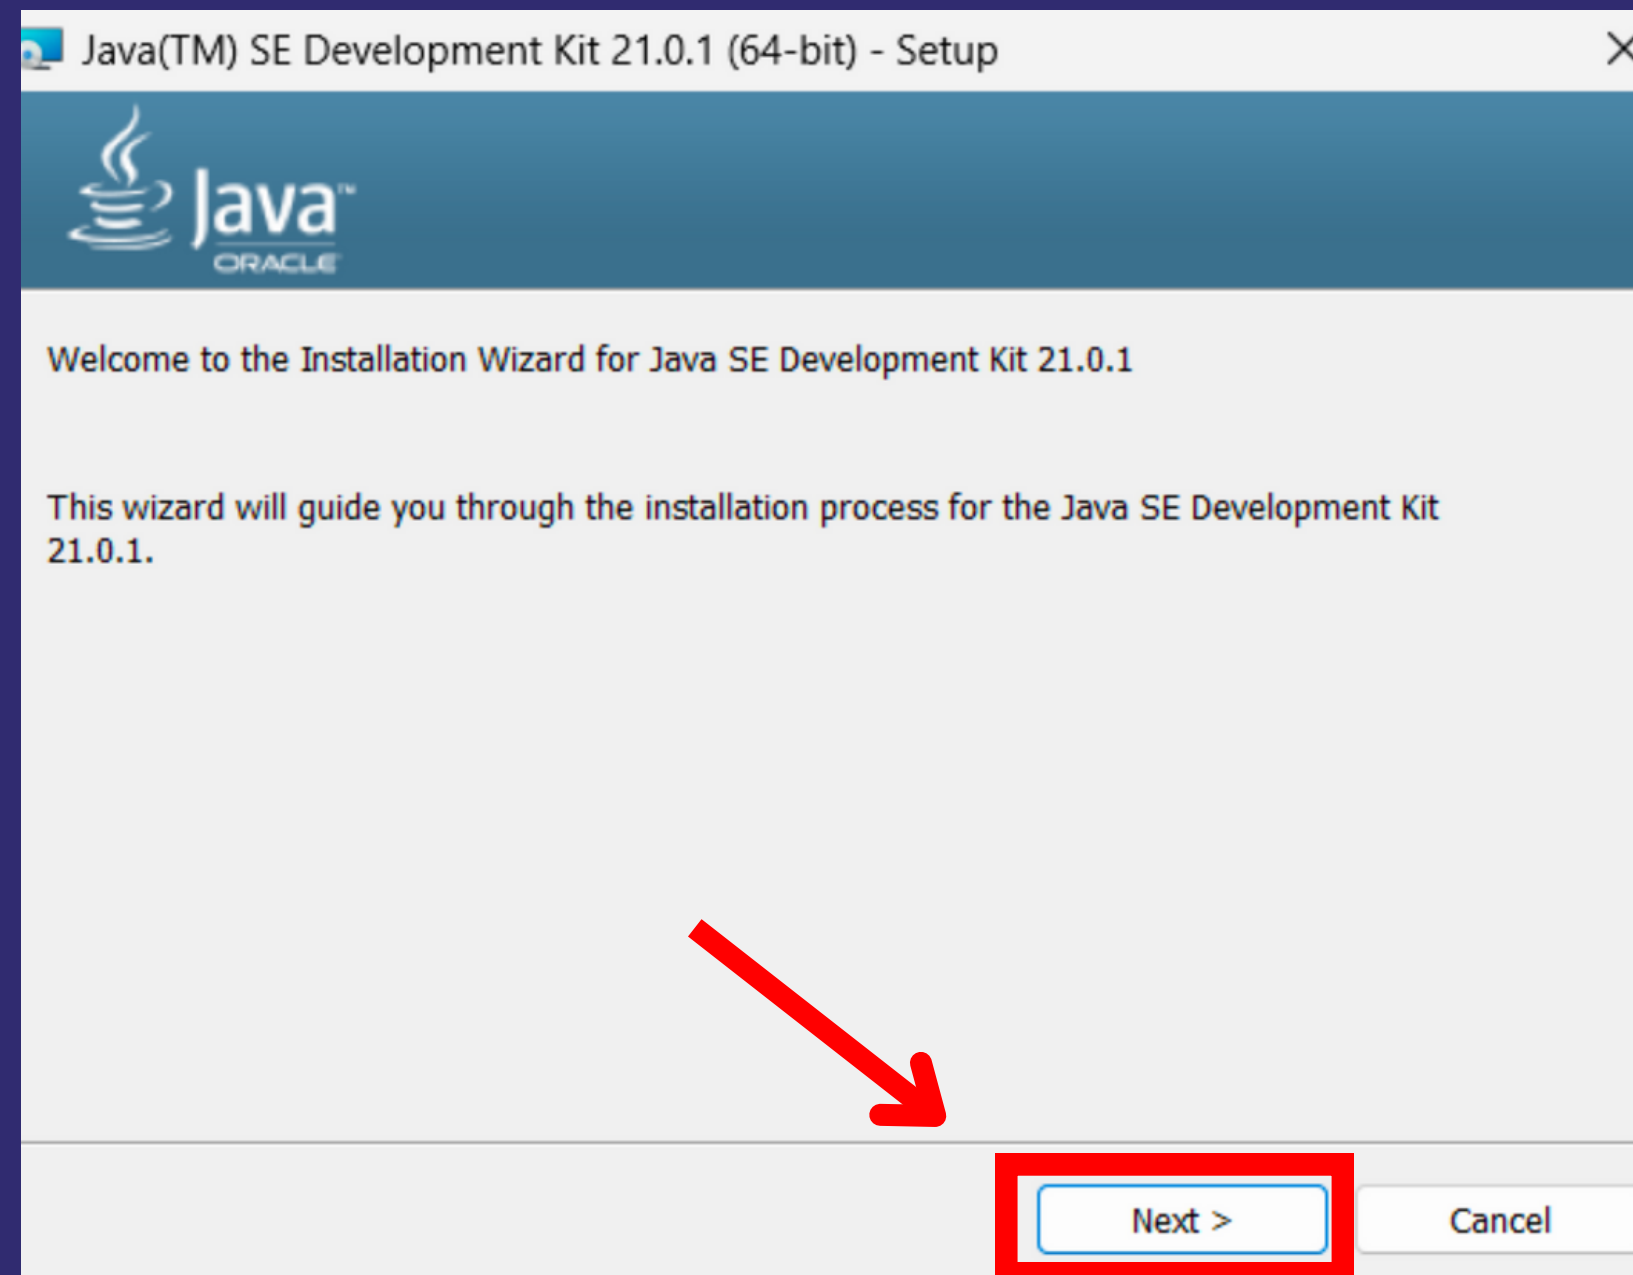 Java(TM) SE Development Kit 21.0.1 (64-bit) - Setup
Java™
ORACLE
Welcome to the Installation Wizard for Java SE Development Kit 21.0.1
This wizard will guide you through the installation process for the Java SE Development Kit
21.0.1.
Next >
Cancel